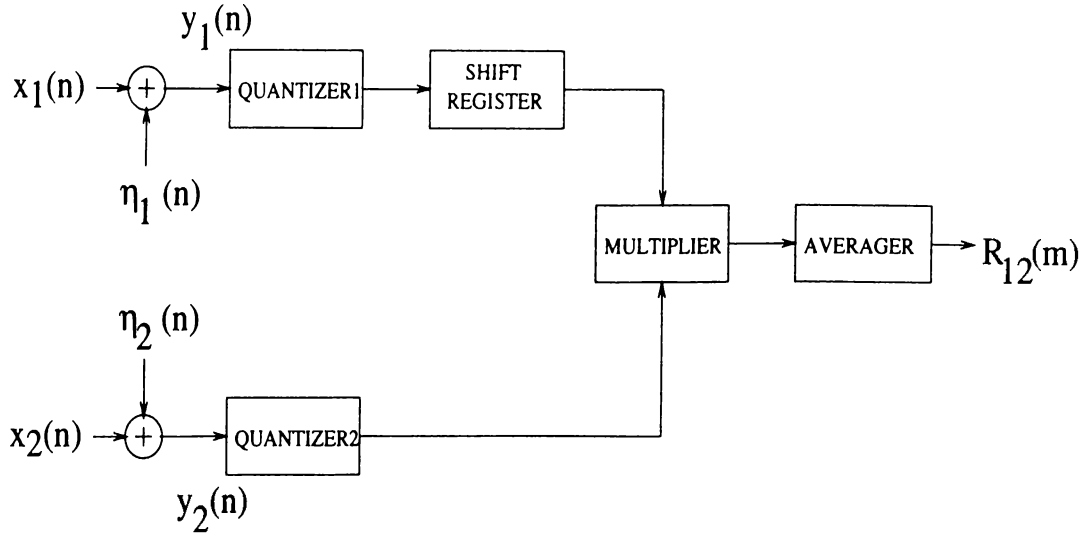 y1(n)
x1(n)
+
QUANTIZER1
SHIFT
REGISTER
η1 (n)
MULTIPLIER
AVERAGER
R12(m)
η2 (n)
x2(n)
+
QUANTIZER2
y2(n)